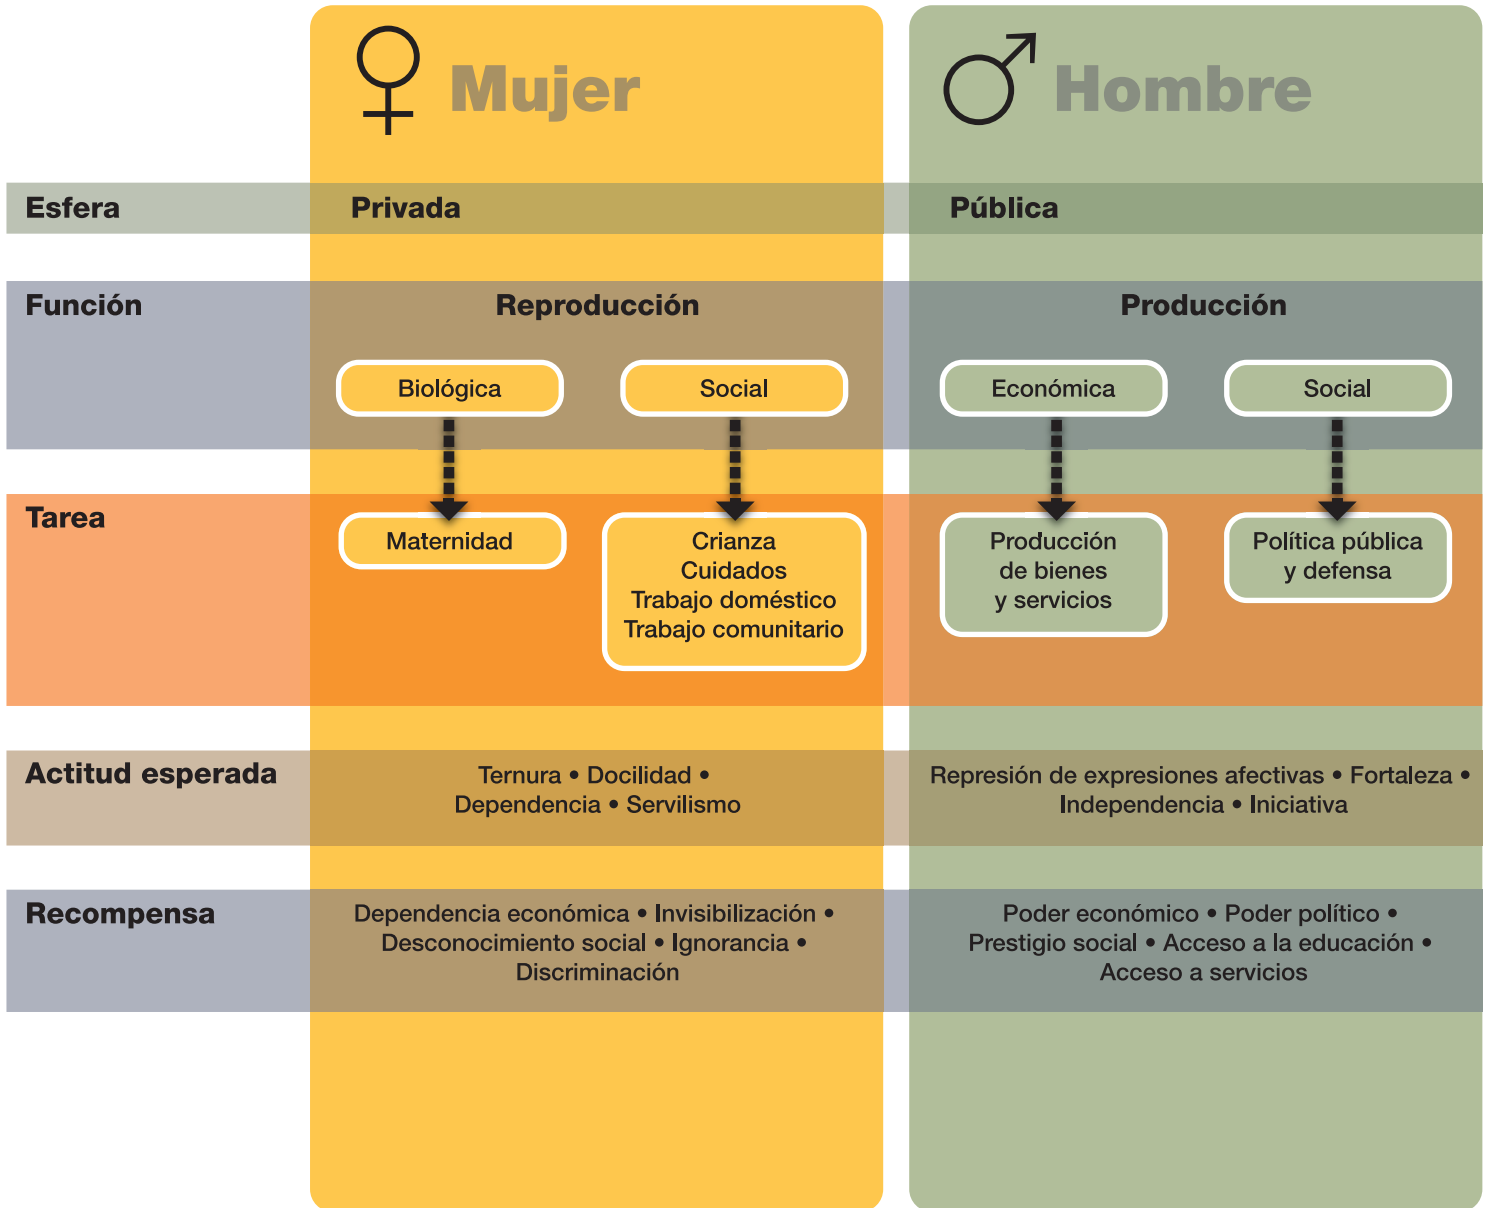 Mujer
Hombre
Esfera
Privada
Pública
Función
Reproducción
Producción
Biológica
Social
Económica
Social
Tarea
Maternidad
Crianza
Cuidados
Trabajo doméstico
Trabajo comunitario
Producción
de bienes
y servicios
Política pública
y defensa
Actitud esperada
Ternura • Docilidad •
Dependencia • Servilismo
Represión de expresiones afectivas • Fortaleza •
Independencia • Iniciativa
Recompensa
Dependencia económica • Invisibilización •
Desconocimiento social • Ignorancia •
Discriminación
Poder económico • Poder político •
Prestigio social • Acceso a la educación •
Acceso a servicios